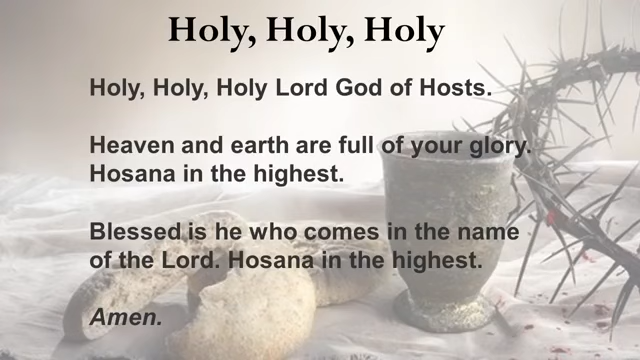 Holy, Holy, Holy
Holy, Holy, Holy Lord God of Hosts.
Heaven and earth are full of your glory.
Hosana in the highest.
Blessed is he who comes in the name
of the Lord. Hosana in the highest.
Amen.